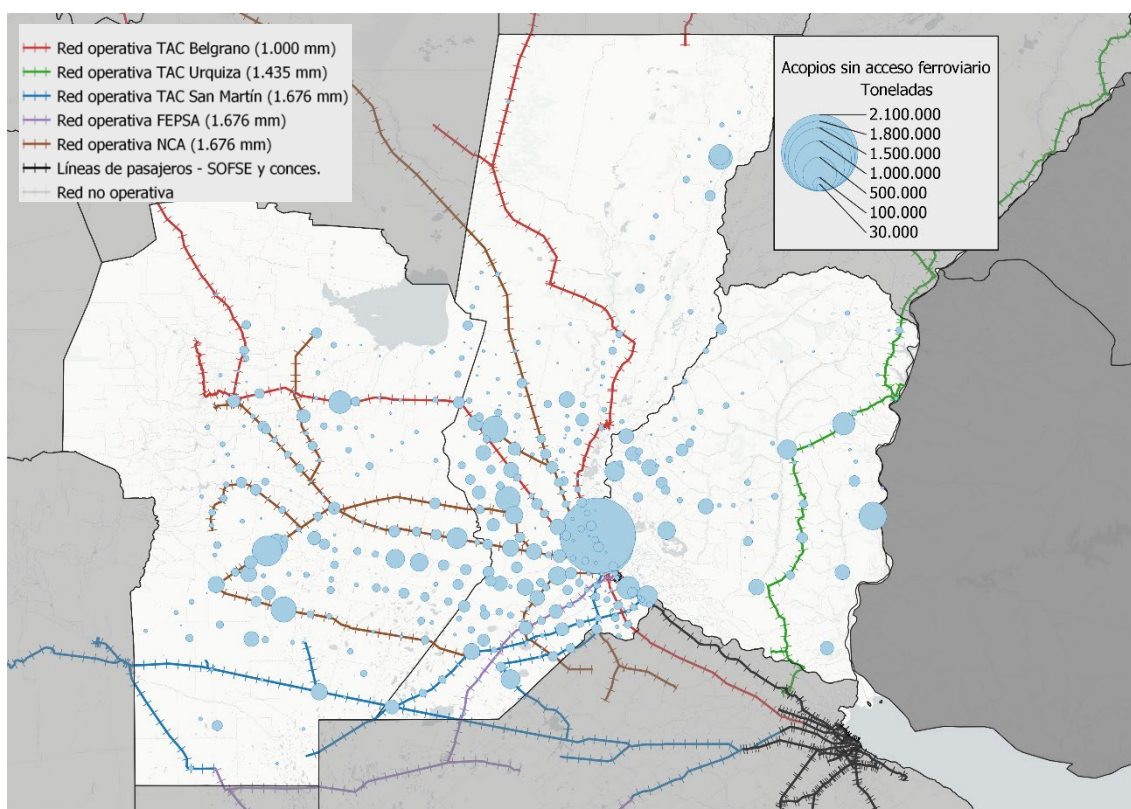 Red operativa TAC Belgrano (1.000 mm)
Red operativa TAC Urquiza (1.435 mm)
Red operativa TAC San Martín (1.676 mm)
Red operativa FEPSA (1.676 mm)
Red operativa NCA (1.676 mm)
Líneas de pasajeros - SOFSE y conces.
Red no operativa
Acopios sin acceso ferroviario
Toneladas
2.100.000
1.800.000
1.500.000
1.000.000
500.000
100.000
30.000